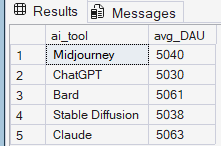 Results Messages
ai_tool avg_DAU
1 Midjourney 5040
2 ChatGPT 5030
3 Bard 5061
4 Stable Diffusion 5038
5 Claude 5063